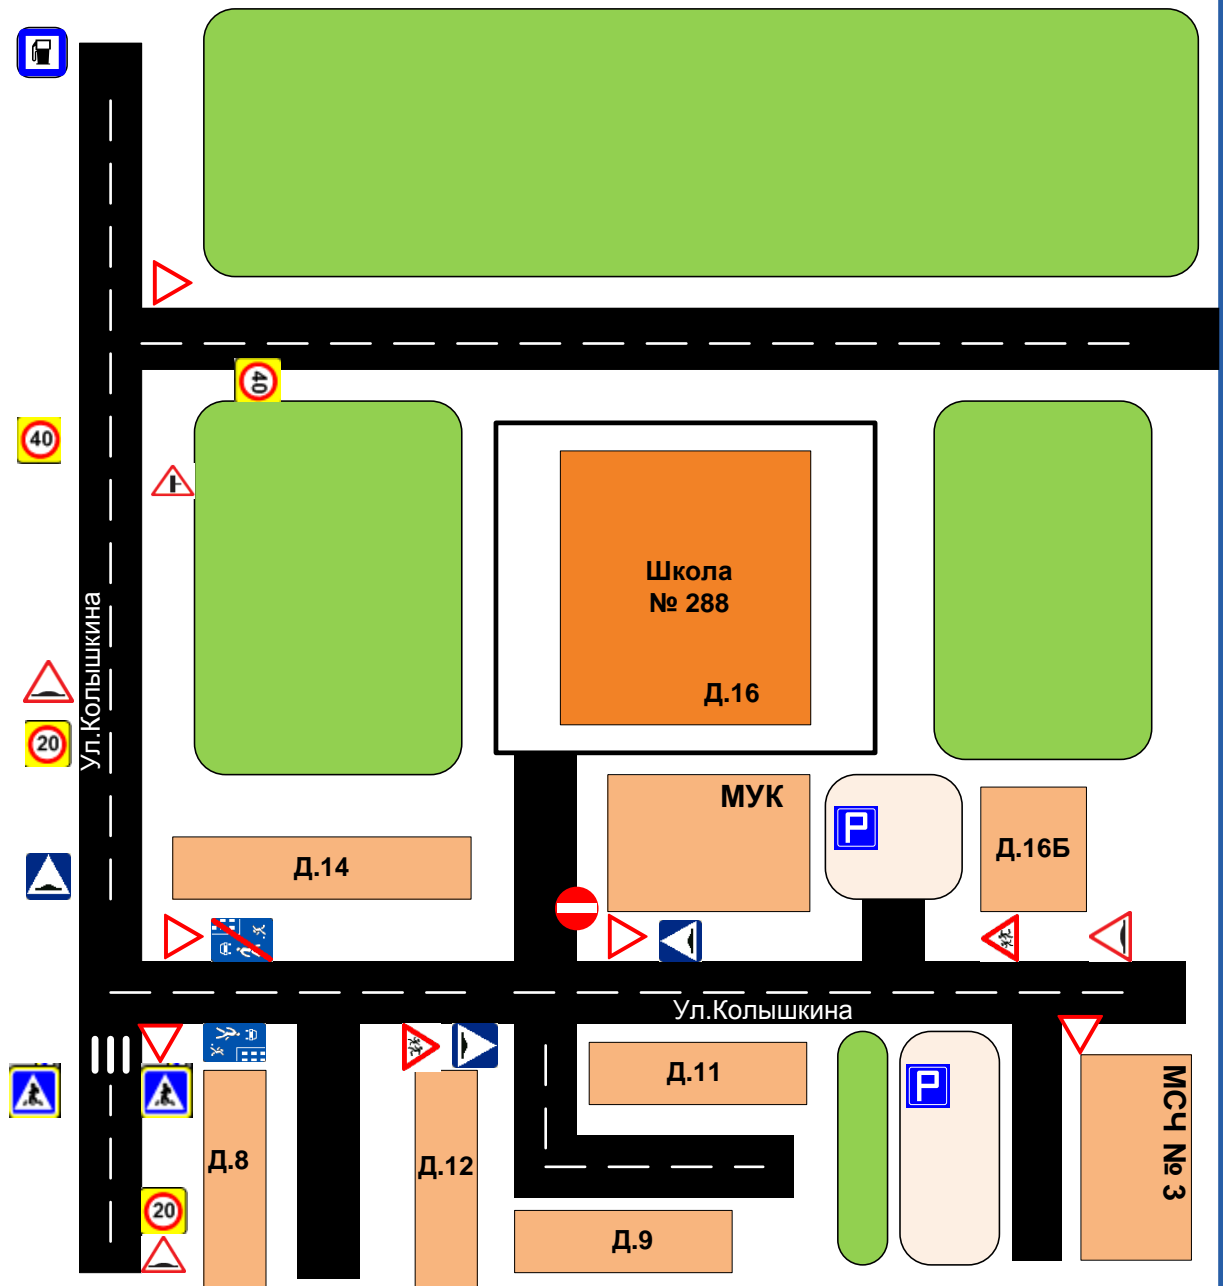 40
40
Школа
№ 288
Ул.Колышкина
Д.16
20
МУК
P
Д.14
Д.16Б
Ул.Колышкина
Д.11
P
МСЧ № 3
Д.8
Д.12
20
Д.9